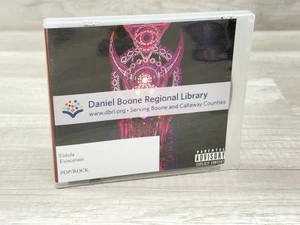 Daniel Boone Regional Library
www.dbrl.org • Serving Boone and Callaway Counties
Eidola
Eviscerate
POP/ROCK
PARENTAL
ADVISORY
EXPLICIT CONTENT